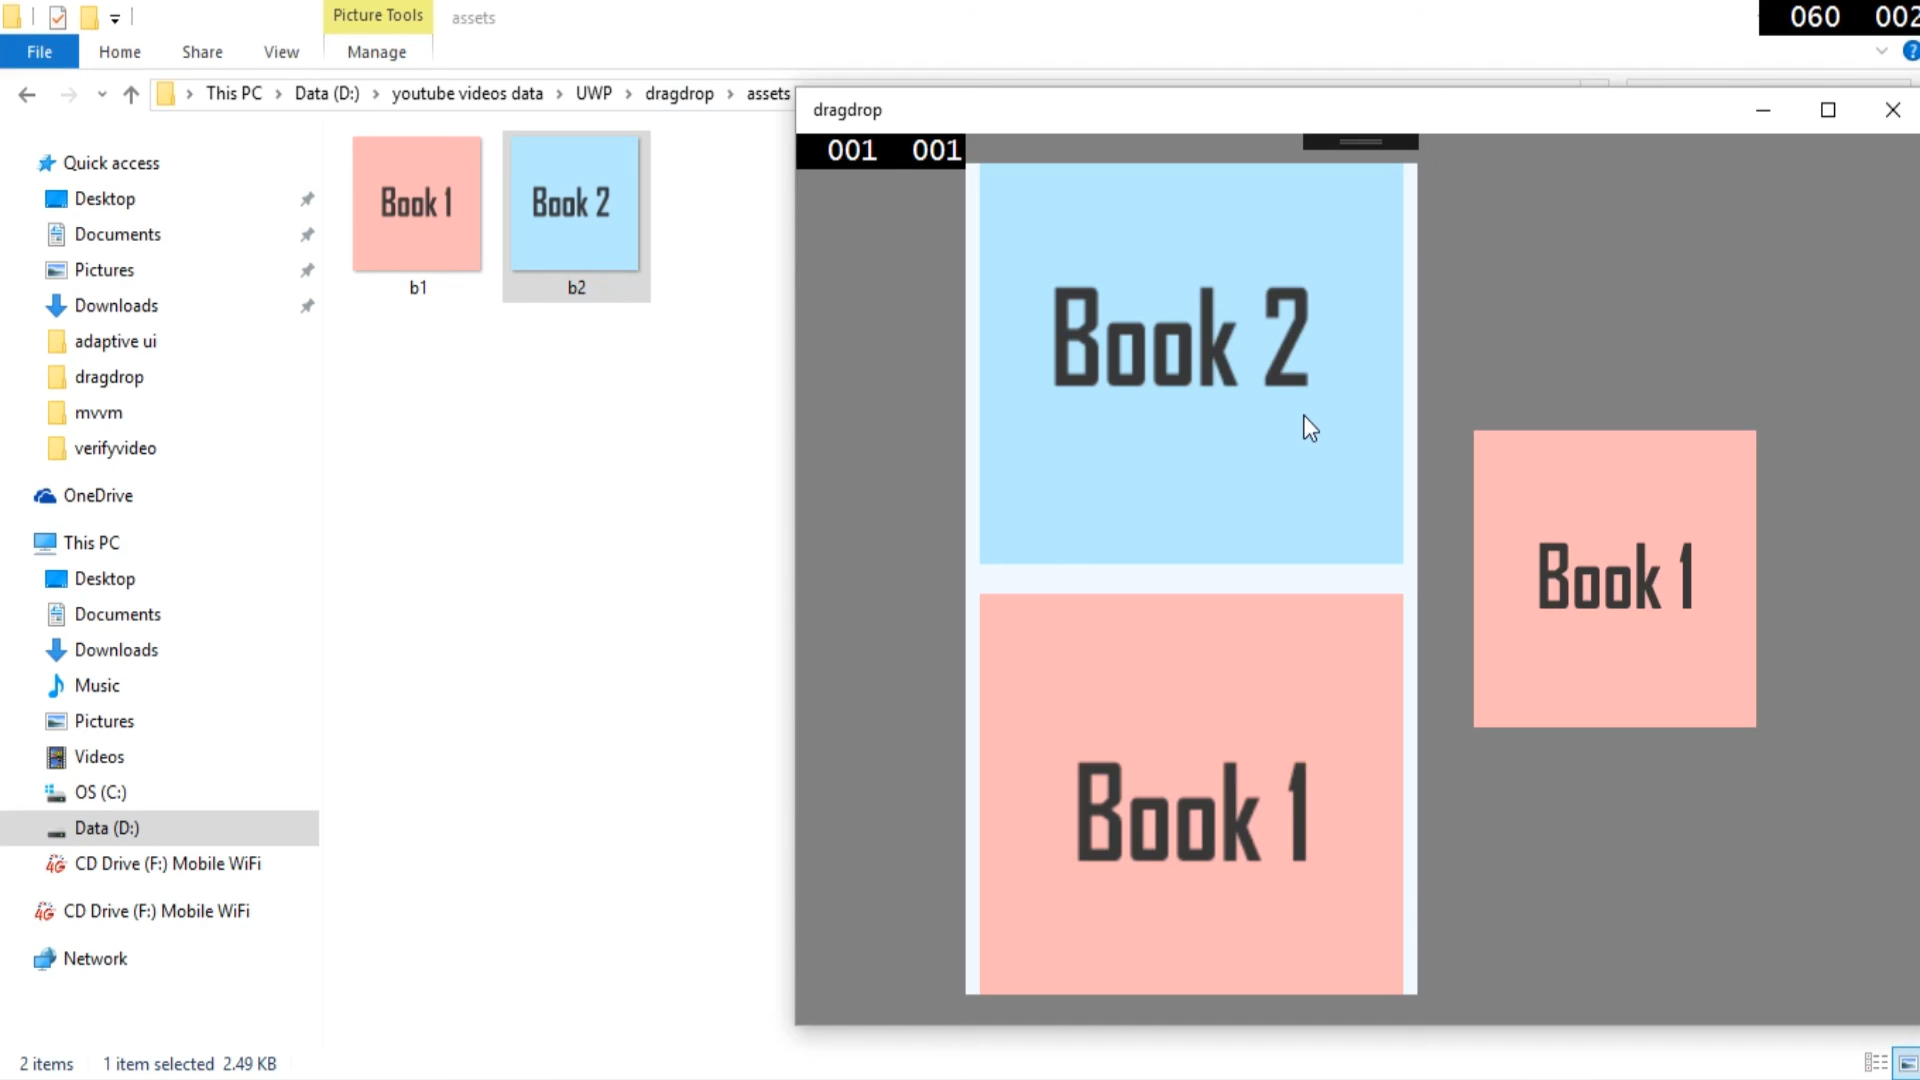 Picture Tools assets
060 002
File Home Share View Manage
This PC Data (D:) youtube videos data UWP dragdrop assets
dragdrop
001 001
Quick access
Desktop
Documents
Pictures
Downloads
adaptive ui
dragdrop
mvvm
verifyvideo
OneDrive
This PC
Desktop
Documents
Downloads
Music
Pictures
Videos
OS (C:)
Data (D:)
4G CD Drive (F:) Mobile WiFi
4G CD Drive (F:) Mobile WiFi
Network
Book 1
b1
Book 2
b2
Book 2
Book 1
Book 1
2 items 1 item selected 2.49 KB